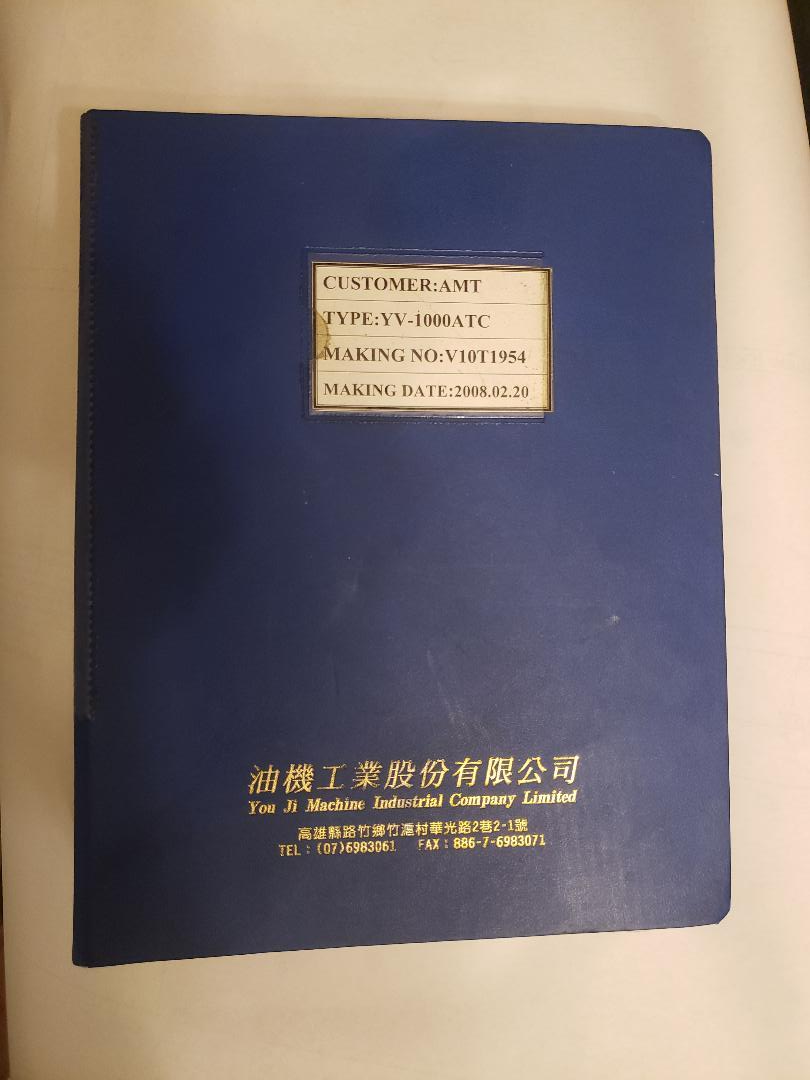 CUSTOMER:AMT
TYPE:YV-1000ATC
MAKING NO:V10T1954
MAKING DATE:2008.02.20
油機工業股份有限公司
You Ji Machine Industrial Company Limited
高雄縣路竹鄉竹滬村華光路2巷2-1號
TEL:(07)6983061 FAX:886-7-6983071